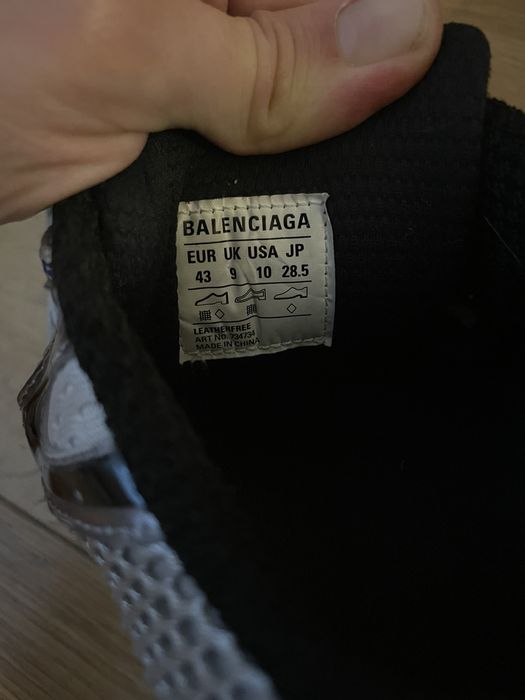 BALENCIAGA
EUR UK USA JP
43 9 10 28.5
LEATHERFREE
ART NO. 734734
MADE IN CHINA